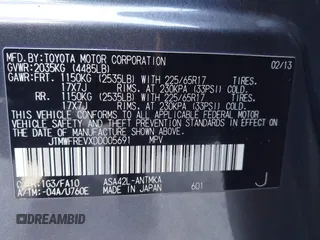 MFD. BY: TOYOTA MOTOR CORPORATION
GVWR: 2035KG (4485LB) 02/13
GAWR:FRT. 1150KG (2535LB) WITH 225/65R17 TIRES,
17X7J RIMS, AT 230KPA (33PSI) COLD
RR. 1150KG (2535LB) WITH 225/65R17 TIRES,
17X7J RIMS, AT 230KPA (33PSI) COLD
THIS VEHICLE CONFORMS TO ALL APPLICABLE
FEDERAL MOTOR VEHICLE SAFETY
STANDARDS IN EFFECT ON THE DATE OF
MANUFACTURE SHOWN ABOVE.
JTMWFREVXDD005691 MPV
C/TR:1G3/FA10 ASA42L-ANTMKA
A/TM:-04A/U760E MADE IN JAPAN 601 J
DREAMBID dreambid.com